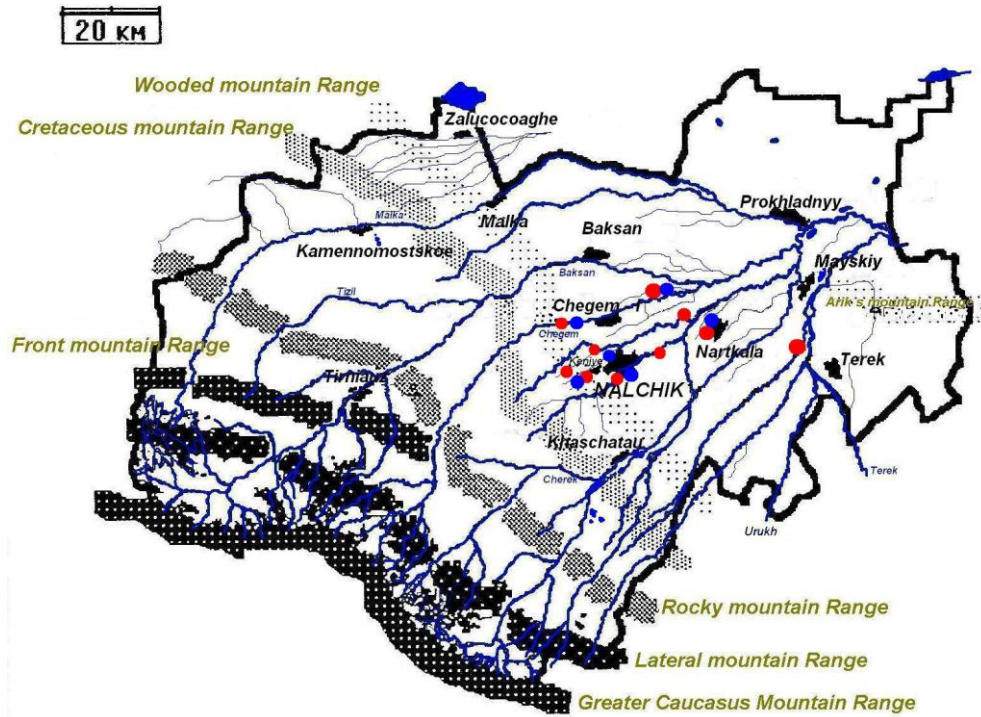 20 км
Wooded mountain Range
Zalucocoaghe
Cretaceous mountain Range
Prokhladnyy
Malka
Malka
Baksan
Kamennomostskoe
Mayskiy
Baksan
Tizil
Chegem - I
Arik's mountain Range
Chegem
Front mountain Range
Nartkala
Terek
Tirniauz
NALCHIK
Khaschatau
Cherek
Terek
Urukh
Rocky mountain Range
Lateral mountain Range
Greater Caucasus Mountain Range